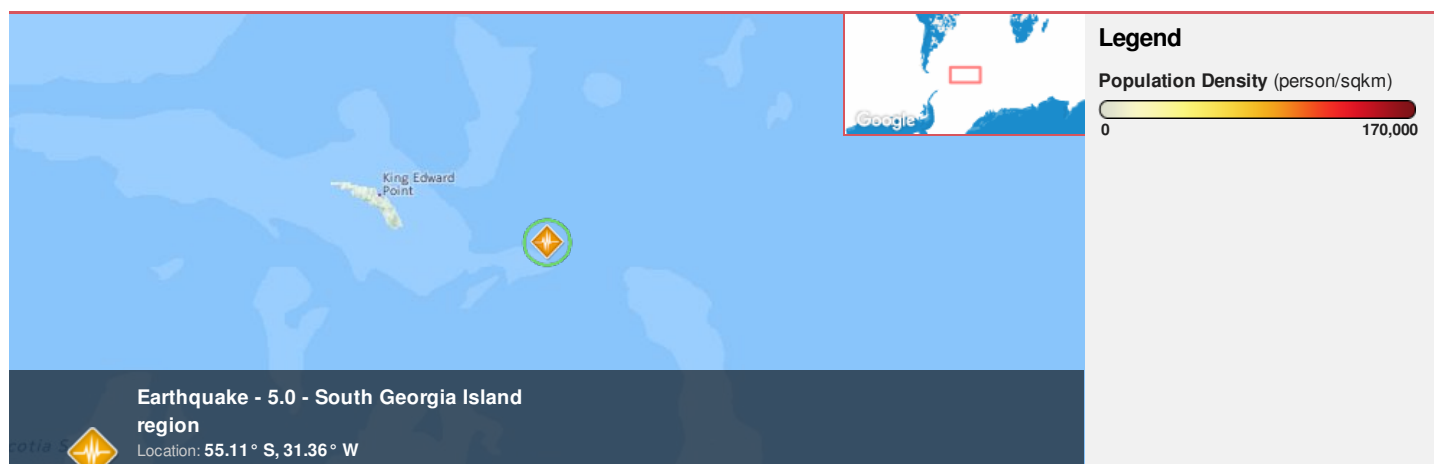 King Edward
Point
Google
Legend
Population Density (person/sqkm)
0
170,000
Earthquake - 5.0 - South Georgia Island
region
Location: 55.11° S, 31.36° W